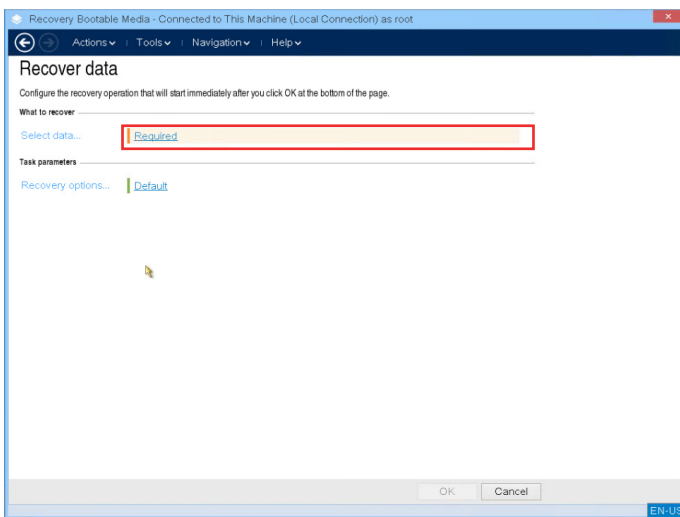 Recovery Bootable Media - Connected to This Machine (Local Connection) as root
Actions Tools Navigation Help
Recover data
Configure the recovery operation that will start immediately after you click OK at the bottom of the page.
What to recover
Select data... Required
Task parameters
Recovery options... Default
OK Cancel
EN-US